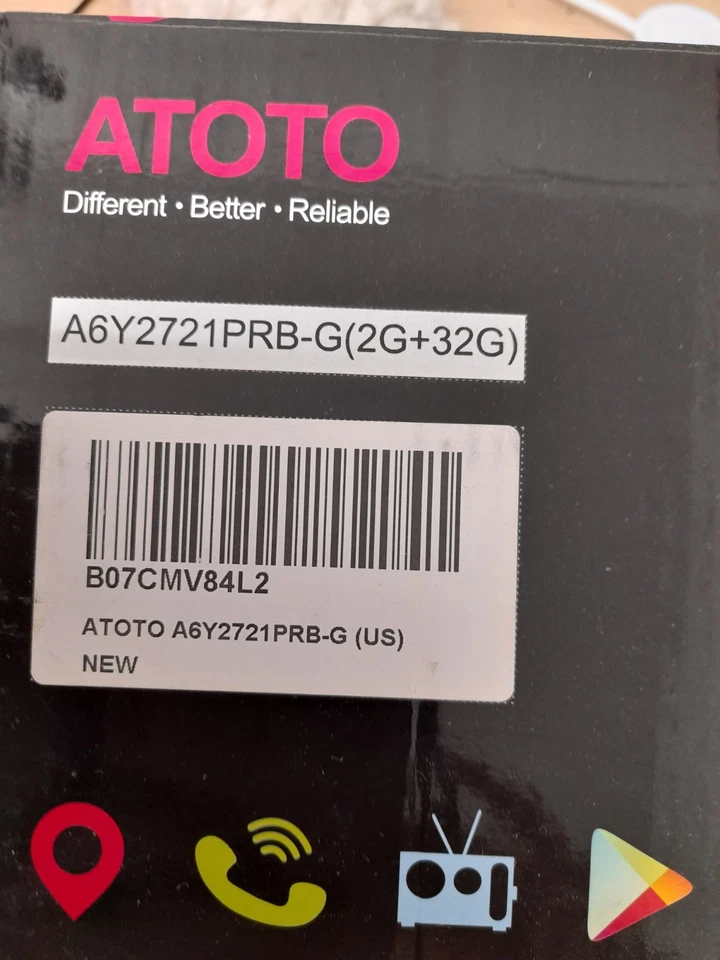 ATOTO
Different • Better • Reliable
A6Y2721PRB-G(2G+32G)
B07CMV84L2
ATOTO A6Y2721PRB-G (US)
NEW